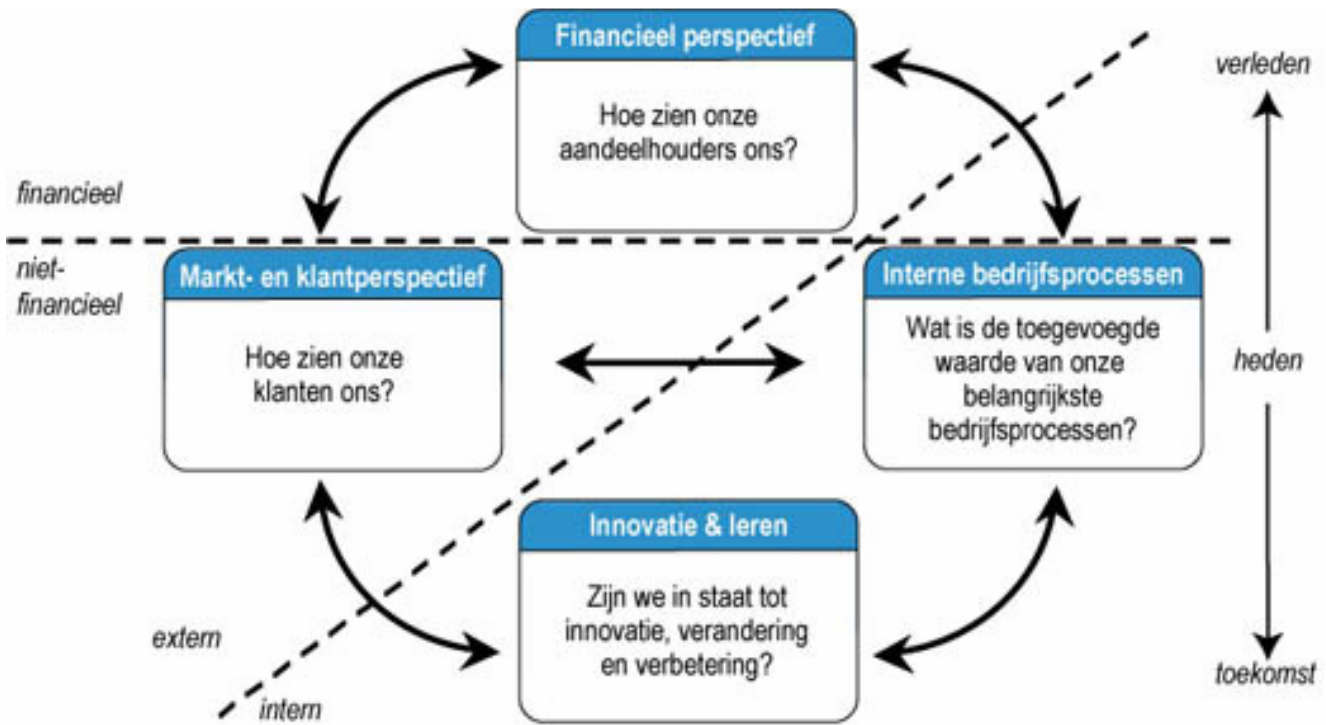 Financieel perspectief
Hoe zien onze
aandeelhouders ons?
verleden
financieel
niet-
financieel
Markt- en klantperspectief
Hoe zien onze
klanten ons?
Interne bedrijfsprocessen
Wat is de toegevoegde
waarde van onze
belangrijkste
bedrijfsprocessen?
heden
Innovatie & leren
Zijn we in staat tot
innovatie, verandering
en verbetering?
extern
intern
toekomst